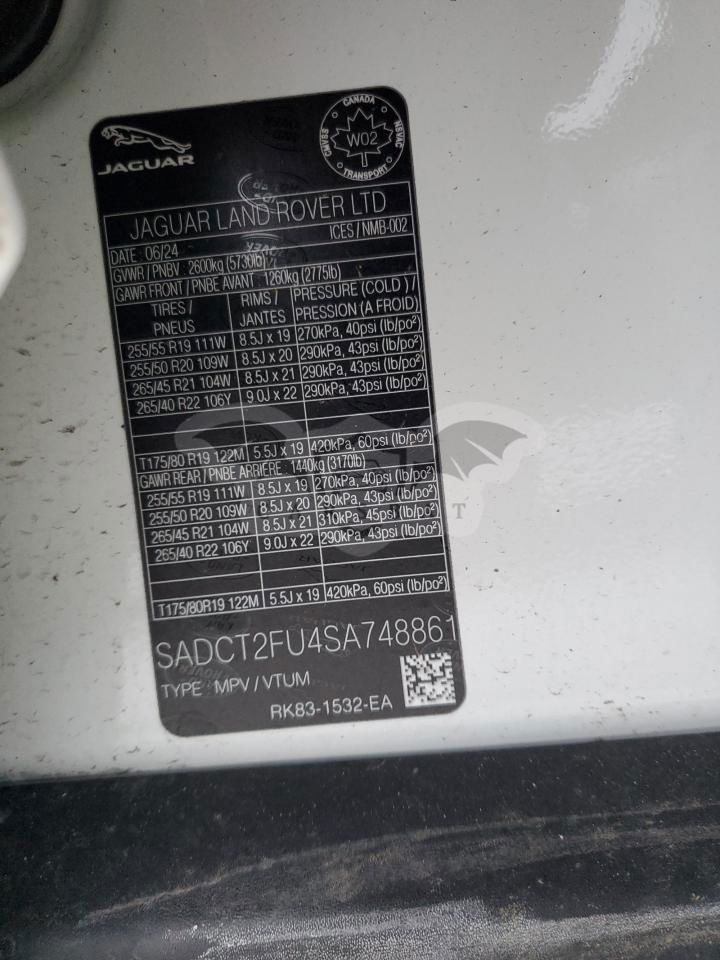 JAGUAR
CANADA
CMVSS
W02
NSVAC
TRANSPORT
JAGUAR LAND ROVER LTD
ICES / NMB-002
DATE : 06/24
GVWR / PNBV : 2600kg (5730lb)
GAWR FRONT / PNBE AVANT : 1260kg (2775lb)
TIRES / PNEUS RIMS / JANTES PRESSURE (COLD) / PRESSION (A FROID)
255/55 R19 111W 8.5J x 19 270kPa, 40psi (lb/po²)
255/50 R20 109W 8.5J x 20 290kPa, 43psi (lb/po²)
265/45 R21 104W 8.5J x 21 290kPa, 43psi (lb/po²)
265/40 R22 106Y 9.0J x 22 290kPa, 43psi (lb/po²)
T175/80 R19 122M 5.5J x 19 420kPa, 60psi (lb/po²)
GAWR REAR / PNBE ARRIERE : 1440kg (3170lb)
255/55 R19 111W 8.5J x 19 270kPa, 40psi (lb/po²)
255/50 R20 109W 8.5J x 20 290kPa, 43psi (lb/po²)
265/45 R21 104W 8.5J x 21 310kPa, 45psi (lb/po²)
265/40 R22 106Y 9.0J x 22 290kPa, 43psi (lb/po²)
T175/80R19 122M 5.5J x 19 420kPa, 60psi (lb/po²)
SADCT2FU4SA748861
TYPE : MPV / VTUM
RK83-1532-EA